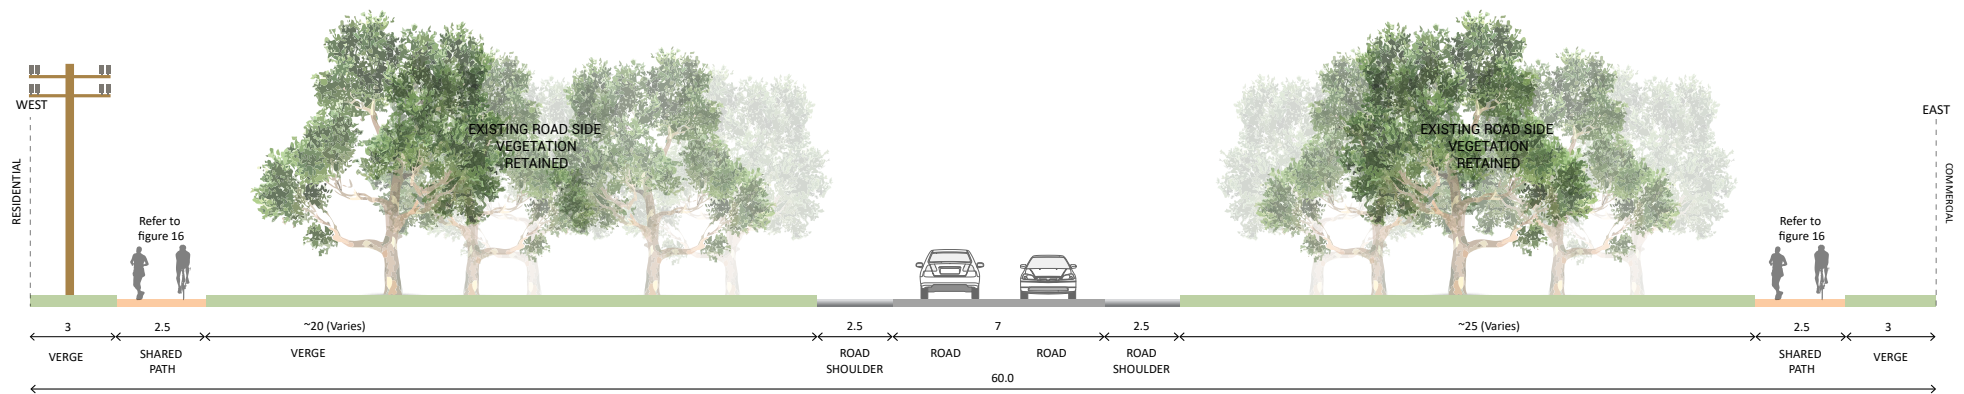 WEST
EAST
RESIDENTIAL
COMMERCIAL
EXISTING ROAD SIDE
VEGETATION
RETAINED
EXISTING ROAD SIDE
VEGETATION
RETAINED
Refer to
figure 16
Refer to
figure 16
3
2.5
~20 (Varies)
2.5
7
2.5
~25 (Varies)
2.5
3
VERGE
SHARED
PATH
VERGE
ROAD
SHOULDER
ROAD
ROAD
ROAD
SHOULDER
SHARED
PATH
VERGE
60.0